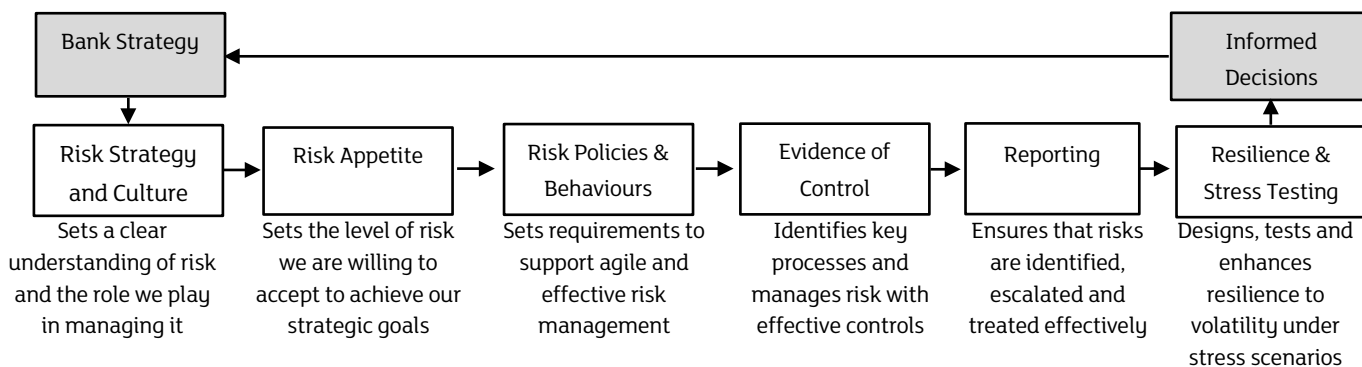 Bank Strategy
Informed
Decisions
Risk Strategy
and Culture
Risk Appetite
Risk Policies &
Behaviours
Evidence of
Control
Reporting
Resilience &
Stress Testing
Sets a clear
understanding of risk
and the role we play
in managing it
Sets the level of risk
we are willing to
accept to achieve our
strategic goals
Sets requirements to
support agile and
effective risk
management
Identifies key
processes and
manages risk with
effective controls
Ensures that risks
are identified,
escalated and
treated effectively
Designs, tests and
enhances
resilience to
volatility under
stress scenarios